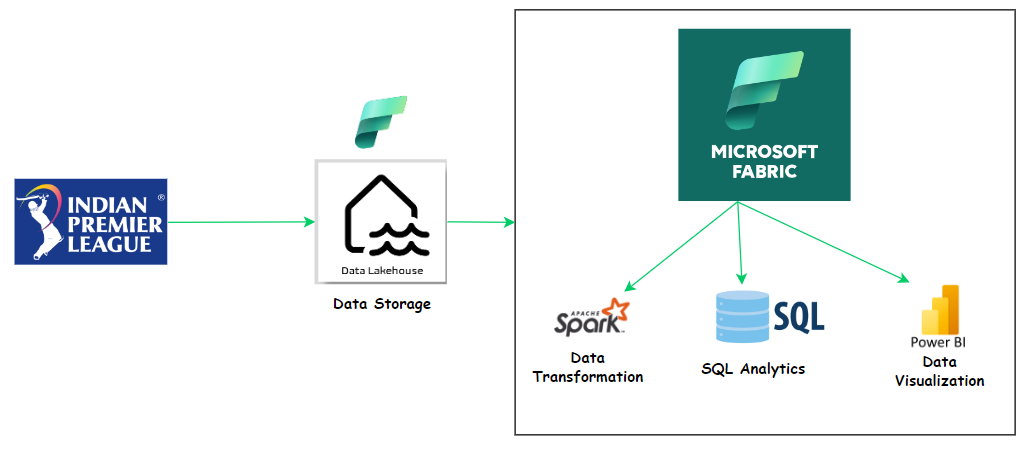 INDIAN
PREMIER
LEAGUE
®
Data Lakehouse
Data Storage
MICROSOFT
FABRIC
APACHE
Spark
Data
Transformation
SQL
SQL Analytics
Power BI
Data
Visualization